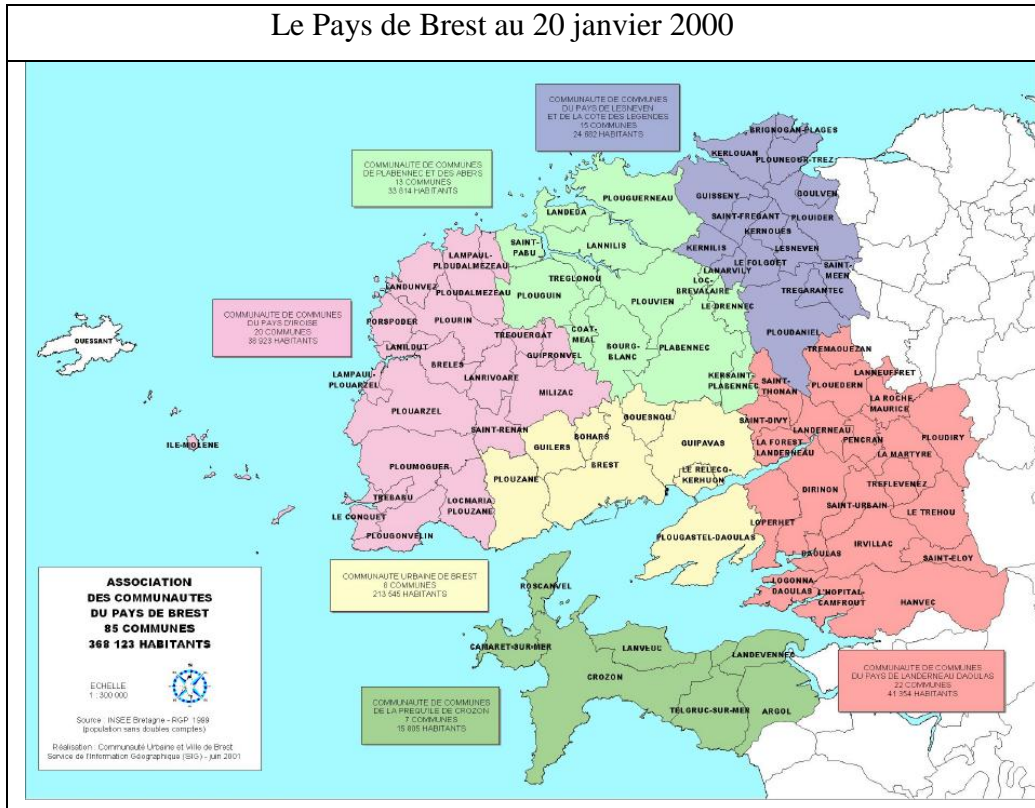 Le Pays de Brest au 20 janvier 2000
COMMUNAUTE DE COMMUNES
DU PAYS DE LESNEVEN
ET DE LA COTE DES LEGENDES
15 COMMUNES
24 682 HABITANTS
COMMUNAUTE DE COMMUNES
DE PLABENNEC ET DES ABERS
13 COMMUNES
33 614 HABITANTS
COMMUNAUTE DE COMMUNES
DU PAYS D'IROISE
20 COMMUNES
38 923 HABITANTS
BRIGNOGAN-PLAGES
KERLOUAN
PLOUNEOUR-TREZ
GUISSENY
GOULVEN
PLOUGUERNEAU
SAINT-FREGANT
PLOUIDER
KERNOUES
LANDEDA
LANNILIS
KERNILIS
LESNEVEN
LE FOLGOET
SAINT-
MEEN
LANARVILY
TREGARANTEC
SAINT-
PABU
LAMPAUL-
PLOUDALMEZEAU
TREGLONOU
LOC-
BREVALAIRE
LE DRENNEC
LANDUNVEZ
PLOUDALMEZEAU
PLOUGUIN
PLOUVIEN
PORSPODER
PLOURIN
PLOUDANIEL
TREOUERGAT
COAT-
MEAL
BOURG-
BLANC
PLABENNEC
LANILDUT
GUIPRONVEL
BRELES
LANRIVOARE
MILIZAC
KERSAINT-
PLABENNEC
LAMPAUL-
PLOUARZEL
PLOUARZEL
SAINT-RENAN
OUESSANT
ILE-MOLENE
TREMAOUEZAN
LANNEUFFRET
SAINT-
THONAN
PLOUEDERN
LA ROCHE
MAURICE
SAINT-DIVY
LANDERNEAU
PENCRAN
PLOUDIRY
LA FOREST
LANDERNEAU
LA MARTYRE
GOUESNOU
GUILERS
BOHARS
GUIPAVAS
BREST
LE RELECQ-
KERHUON
PLOUZANE
PLOUMOGUER
TREBABU
LE CONQUET
LOCMARIA
PLOUZANE
PLOUGONVELIN
PLOUGASTEL-DAOULAS
DIRINON
TREFLEVENEZ
SAINT-URBAIN
LE TREHOU
LOPERHET
IRVILLAC
DAOULAS
SAINT-ELOY
LOGONNA-
DAOULAS
L'HOPITAL-
CAMFROUT
HANVEC
COMMUNAUTE URBAINE DE BREST
8 COMMUNES
213 545 HABITANTS
ROSCANVEL
CAMARET-SUR-MER
LANVEOC
LANDEVENNEC
CROZON
TELGRUC-SUR-MER
ARGOL
COMMUNAUTE DE COMMUNES
DE LA PRESQU'ILE DE CROZON
7 COMMUNES
COMMUNAUTE DE COMMUNES
DU PAYS DE LANDERNEAU DAOULAS
22 COMMUNES
41 354 HABITANTS
ASSOCIATION
DES COMMUNAUTES
DU PAYS DE BREST
85 COMMUNES
368 123 HABITANTS
ECHELLE
1 : 300 000
Source : INSEE Bretagne - RGP 1999
(population sans doubles comptes)
Réalisation : Communauté Urbaine et Ville de Brest
Service de l'Information Géographique (SIG) - juin 2001